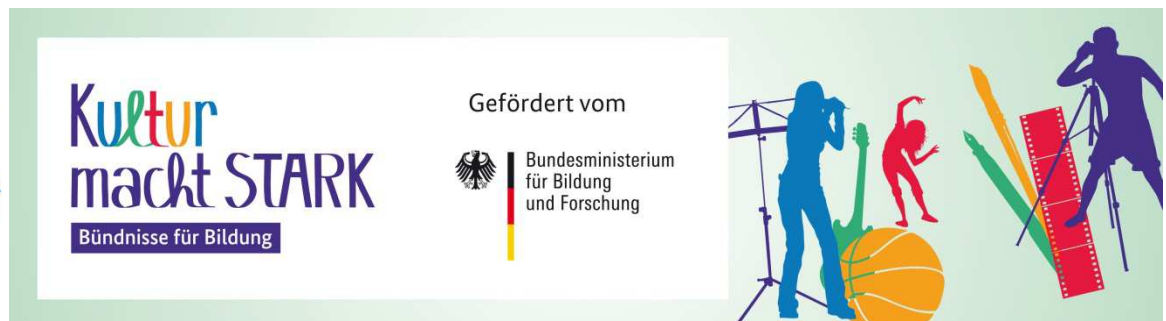 Kultur
macht STARK
Bündnisse für Bildung
Gefördert vom
Bundesministerium
für Bildung
und Forschung